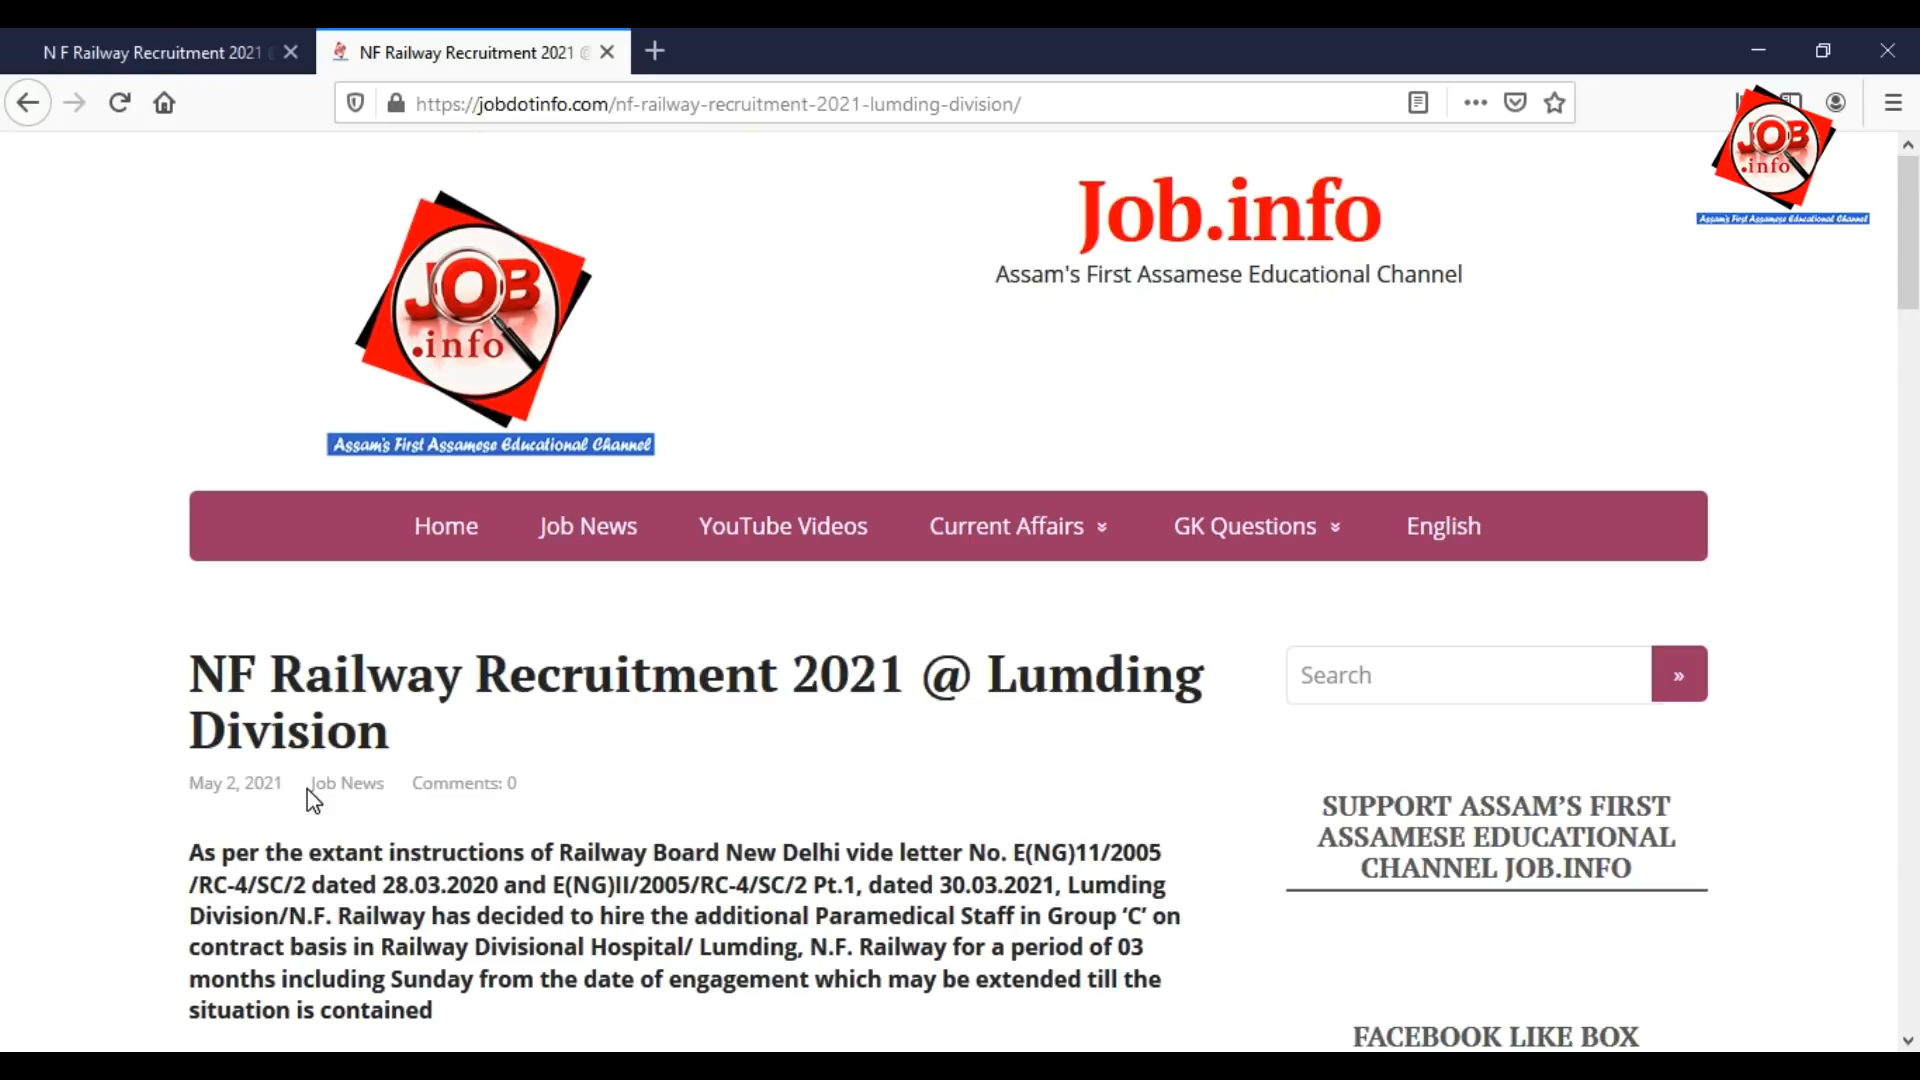 N F Railway Recruitment 2021
NF Railway Recruitment 2021 @
https://jobdotinfo.com/nf-railway-recruitment-2021-lumding-division/
JOB
.info
Assam's First Assamese Educational Channel
JOB
.info
Assam's First Assamese Educational Channel
Job.info
Assam's First Assamese Educational Channel
Home
Job News
YouTube Videos
Current Affairs
GK Questions
English
NF Railway Recruitment 2021 @ Lumding
Division
May 2, 2021
Job News
Comments: 0
As per the extant instructions of Railway Board New Delhi vide letter No. E(NG)11/2005
/RC-4/SC/2 dated 28.03.2020 and E(NG)II/2005/RC-4/SC/2 Pt.1, dated 30.03.2021, Lumding
Division/N.F. Railway has decided to hire the additional Paramedical Staff in Group ‘C’ on
contract basis in Railway Divisional Hospital/ Lumding, N.F. Railway for a period of 03
months including Sunday from the date of engagement which may be extended till the
situation is contained
Search
»
SUPPORT ASSAM’S FIRST
ASSAMESE EDUCATIONAL
CHANNEL JOB.INFO
FACEBOOK LIKE BOX